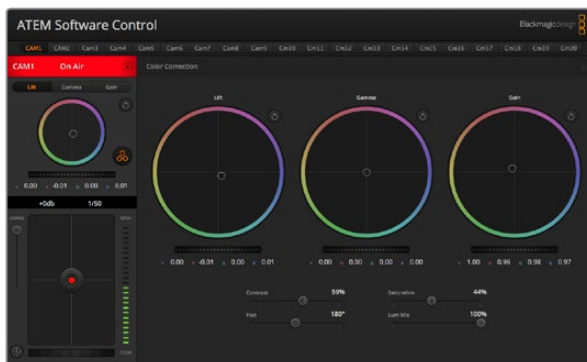 ATEM Software Control
Blackmagicdesign
CAM1 CAM2 Cam3 Cam4 Cam5 Cam6 Cam7 Cam8 Cam9 Cm10 Cm11 Cm12 Cm13 Cm14 Cm15 Cm16 Cm17 Cm18 Cm19 Cm20
CAM1 On Air Color Correction
Lift Gamma Gain
Lift Gamma Gain
0.00 -0.01 0.00 0.01
+0db 1/50
0.00 -0.01 0.00 0.01 0.00 0.00 0.00 0.00 1.00 0.98 0.98 0.97
Contrast 59% Saturation 44%
Hue 180° Lum Mix 100%